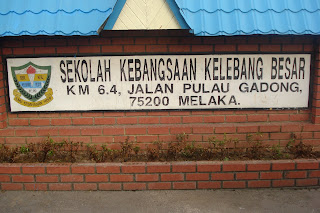 SEKOLAH KEBANGSAAN KELEBANG BESAR
KM 6.4, JALAN PULAU GADONG,
75200 MELAKA.